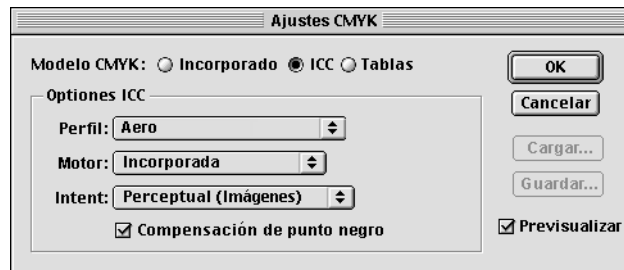 Ajustes CMYK
Modelo CMYK: Incorporado ICC Tablas
OK
Optiones ICC
Cancelar
Perfil: Aero
Motor: Incorporada
Cargar...
Intent: Perceptual (Imágenes)
Guardar...
Compensación de punto negro
Previsualizar